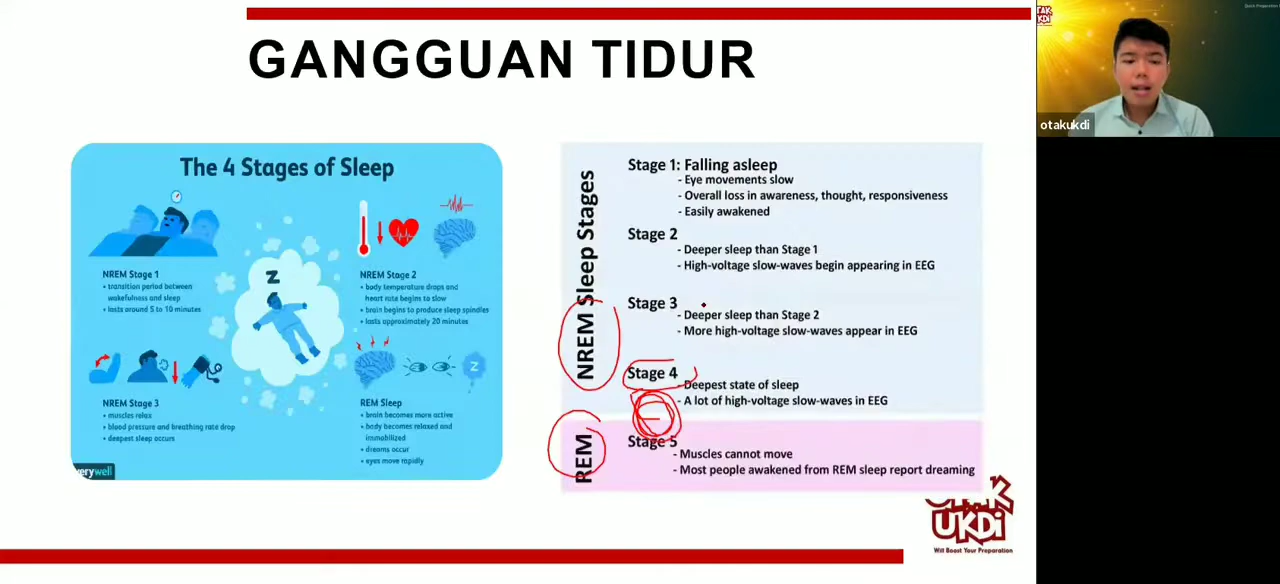 GANGGUAN TIDUR
The 4 Stages of Sleep
NREM Stage 1
• transition period between
wakefulness and sleep
• lasts around 5 to 10 minutes
NREM Stage 2
• body temperature drops and
heart rate begins to slow
• brain begins to produce sleep spindles
• lasts approximately 20 minutes
Z
Z
NREM Stage 3
• muscles relax
• blood pressure and breathing rate drop
• deepest sleep occurs
REM Sleep
• brain becomes more active
• body becomes relaxed and
immobilized
• dreams occur
• eyes move rapidly
verywell
NREM Sleep Stages
Stage 1: Falling asleep
- Eye movements slow
- Overall loss in awareness, thought, responsiveness
- Easily awakened
Stage 2
- Deeper sleep than Stage 1
- High-voltage slow-waves begin appearing in EEG
Stage 3
- Deeper sleep than Stage 2
- More high-voltage slow-waves appear in EEG
Stage 4
- Deepest state of sleep
- A lot of high-voltage slow-waves in EEG
REM
Stage 5
- Muscles cannot move
- Most people awakened from REM sleep report dreaming
OTAK
UKDi
Will Boost Your Preparation
otakukdi